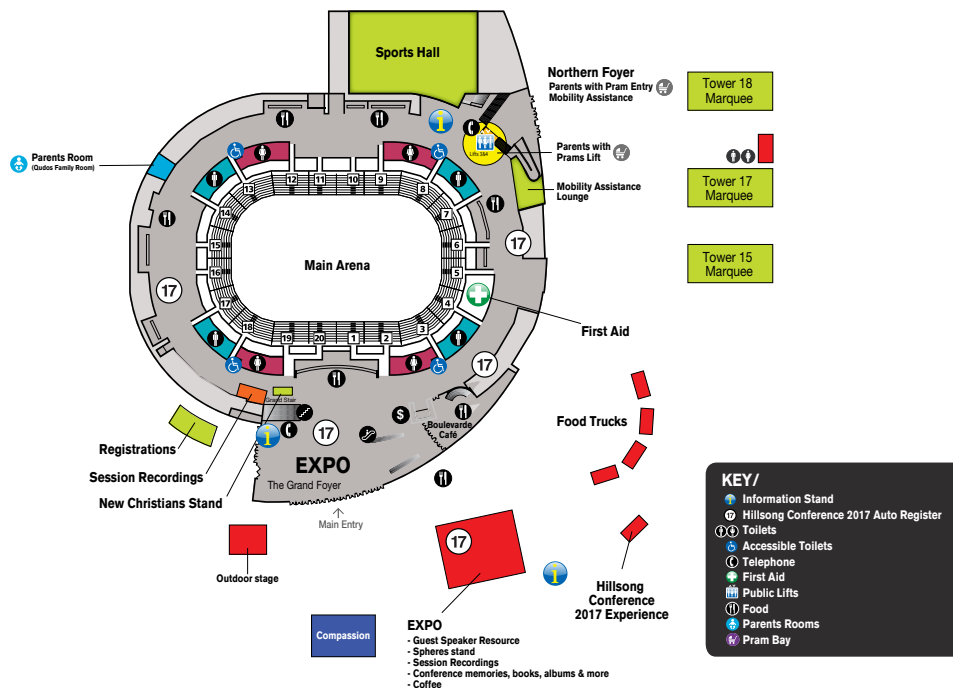 Sports Hall
Northern Foyer
Parents with Pram Entry
Mobility Assistance
Tower 18
Marquee
Parents Room
(Qudos Family Room)
Lifts 3&4
Parents with
Prams Lift
Mobility Assistance
Lounge
Tower 17
Marquee
Tower 15
Marquee
12
11
10
9
13
8
14
7
15
6
16
5
17
4
18
3
19
20
1
2
Main Arena
17
17
17
First Aid
Grand Stair
$
Boulevarde
Café
Food Trucks
Registrations
Session Recordings
New Christians Stand
i
i
17
EXPO
The Grand Foyer
Main Entry
Outdoor stage
17
i
Hillsong
Conference
2017 Experience
Compassion
EXPO
- Guest Speaker Resource
- Spheres stand
- Session Recordings
- Conference memories, books, albums & more
- Coffee
KEY/
i Information Stand
17 Hillsong Conference 2017 Auto Register
Toilets
Accessible Toilets
Telephone
First Aid
Public Lifts
Food
Parents Rooms
Pram Bay